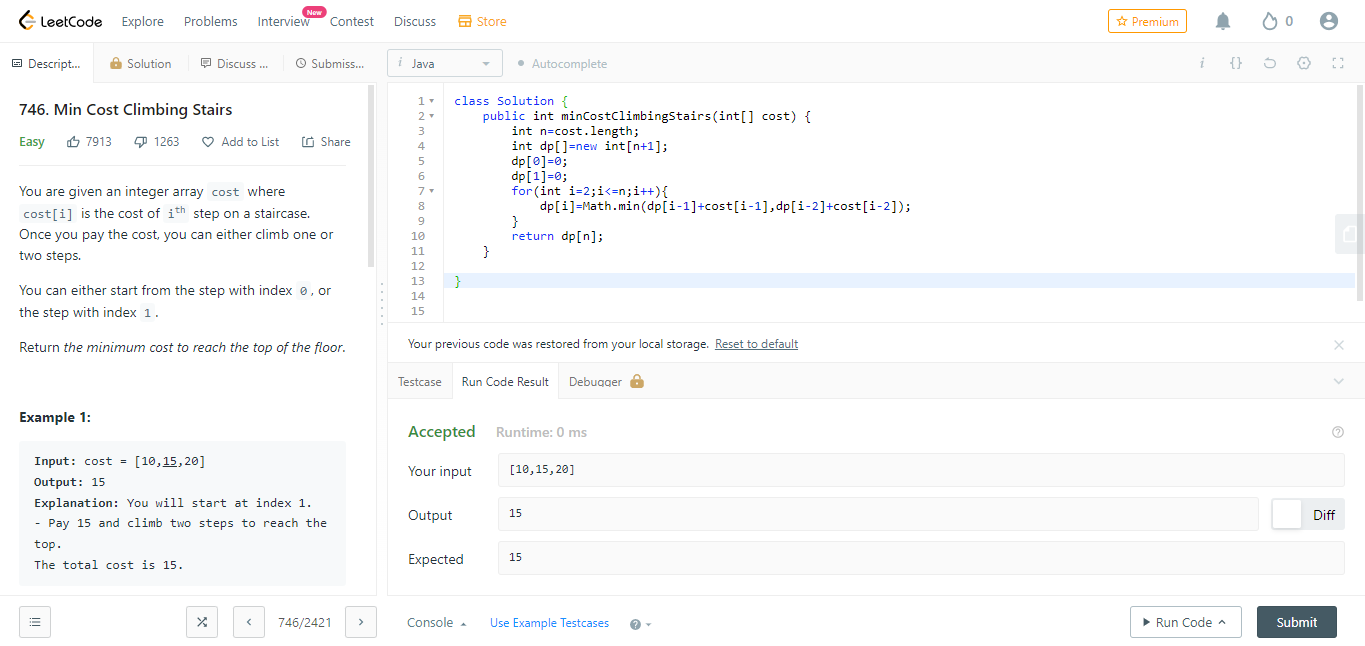 LeetCode Explore Problems Interview New Contest Discuss Store Premium 0
Descript... Solution Discuss ... Submiss... i Java Autocomplete i {}
746. Min Cost Climbing Stairs
Easy 7913 1263 Add to List Share
You are given an integer array cost where
cost[i] is the cost of ith step on a staircase.
Once you pay the cost, you can either climb one or
two steps.
You can either start from the step with index 0, or
the step with index 1.
Return the minimum cost to reach the top of the floor.
Example 1:
Input: cost = [10,15,20]
Output: 15
Explanation: You will start at index 1.
- Pay 15 and climb two steps to reach the
top.
The total cost is 15.
746/2421
1 class Solution {
2 public int minCostClimbingStairs(int[] cost) {
3 int n=cost.length;
4 int dp[]=new int[n+1];
5 dp[0]=0;
6 dp[1]=0;
7 for(int i=2;i<=n;i++){
8 dp[i]=Math.min(dp[i-1]+cost[i-1],dp[i-2]+cost[i-2]);
9 }
10 return dp[n];
11 }
12
13 }
14
15
Your previous code was restored from your local storage. Reset to default
Testcase Run Code Result Debugger
Accepted Runtime: 0 ms
Your input [10,15,20]
Output 15 Diff
Expected 15
Console Use Example Testcases Run Code Submit